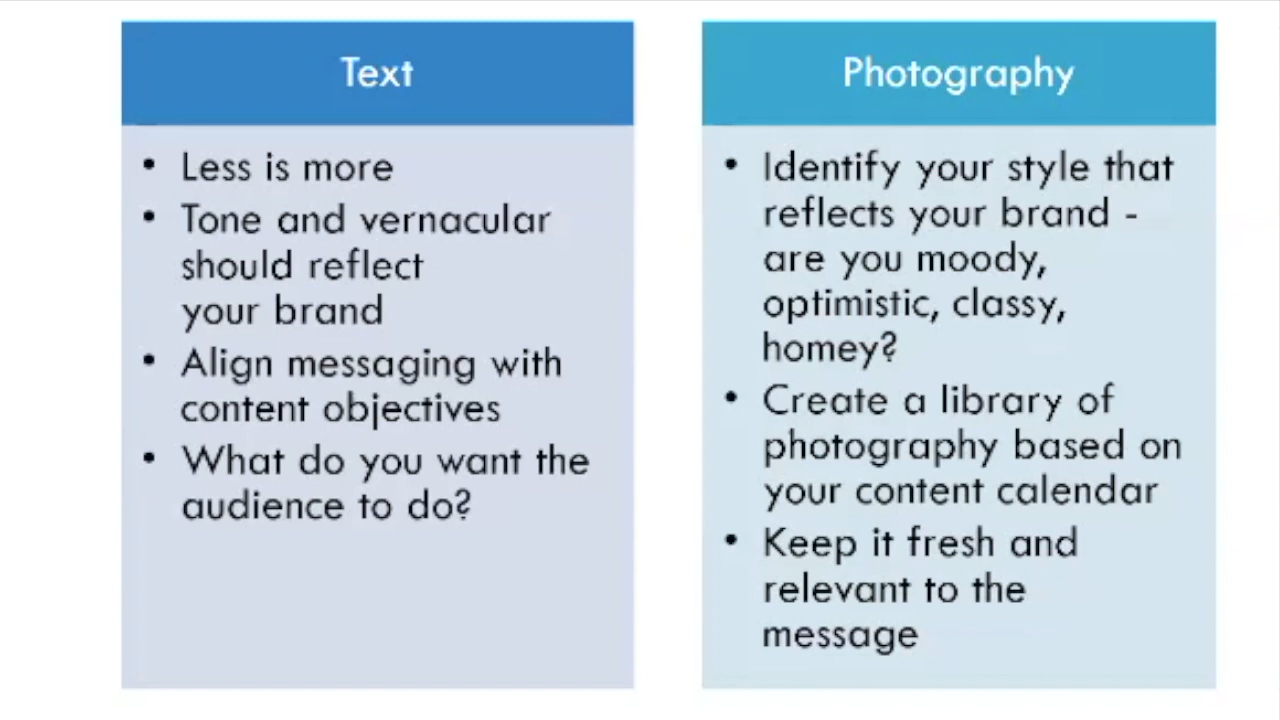 Text
• Less is more
• Tone and vernacular
should reflect
your brand
• Align messaging with
content objectives
• What do you want the
audience to do?
Photography
• Identify your style that
reflects your brand -
are you moody,
optimistic, classy,
homey?
• Create a library of
photography based on
your content calendar
• Keep it fresh and
relevant to the
message